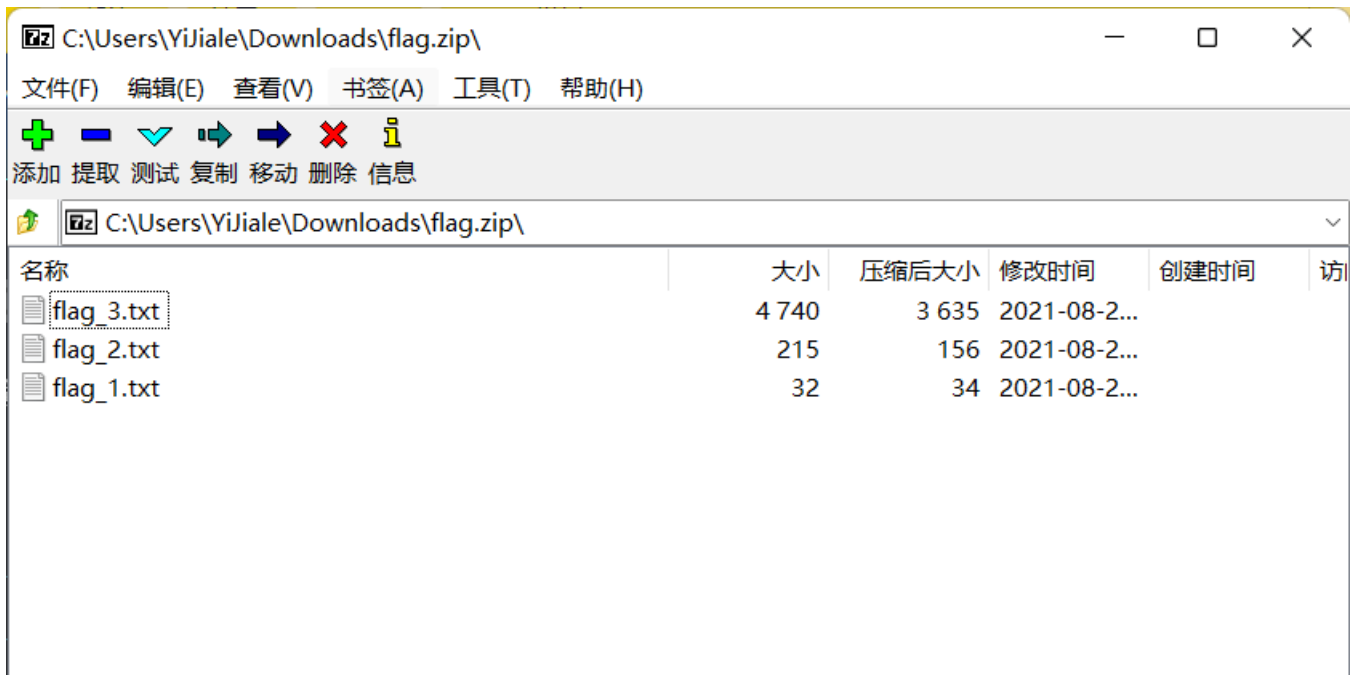 C:\Users\YiJiale\Downloads\flag.zip\
文件(F) 编辑(E) 查看(V) 书签(A) 工具(T) 帮助(H)
添加 提取 测试 复制 移动 删除 信息
C:\Users\YiJiale\Downloads\flag.zip\
名称 大小 压缩后大小 修改时间 创建时间
flag_3.txt 4 740 3 635 2021-08-2...
flag_2.txt 215 156 2021-08-2...
flag_1.txt 32 34 2021-08-2...